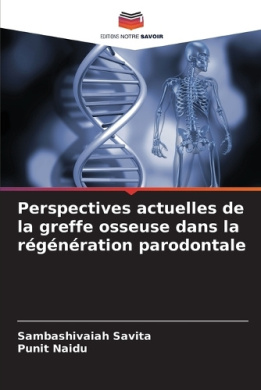 EDITIONS NOTRE SAVOIR
Perspectives actuelles de
la greffe osseuse dans la
régénération parodontale
Sambashivaiah Savita
Punit Naidu